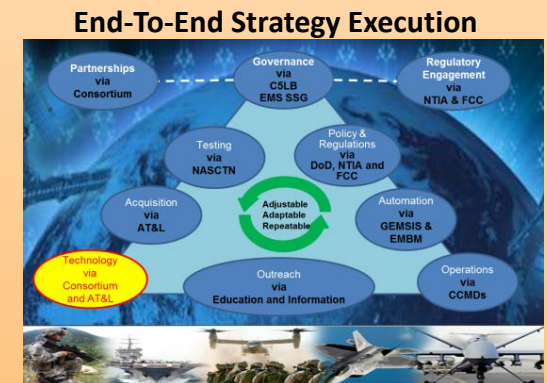 End-To-End Strategy Execution
Partnerships
via
Consortium
Governance
via
C5LB
EMS SSG
Regulatory
Engagement
via
NTIA & FCC
Testing
via
NASCTN
Policy &
Regulations
via
DoD, NTIA and
FCC
Acquisition
via
AT&L
Adjustable
Adaptable
Repeatable
Automation
via
GEMSIS &
EMBM
Technology
via
Consortium
and AT&L
Outreach
via
Education and Information
Operations
via
CCMDs